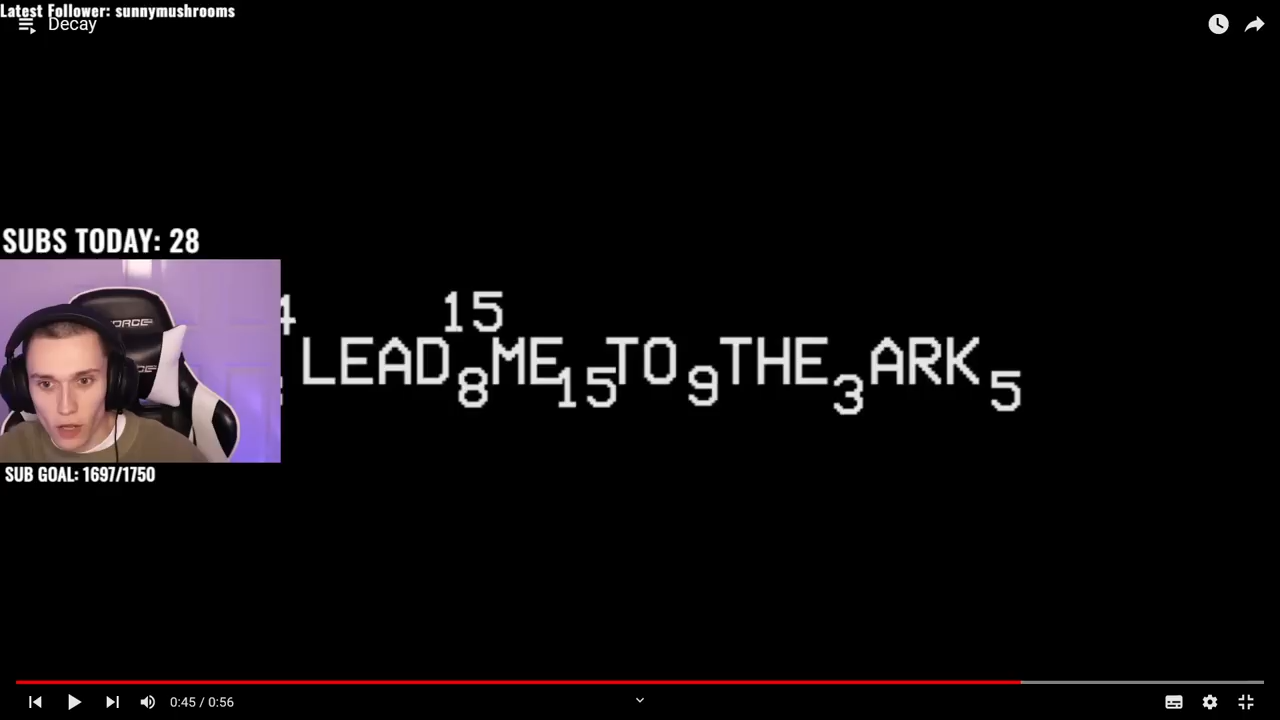 Latest Follower: sunnymushrooms
Decay
SUBS TODAY: 28
4 15
LEAD 8 ME 15 TO 9 THE 3 ARK 5
SUB GOAL: 1697/1750
0:45 / 0:56